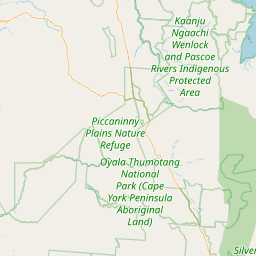 Kaanju
Ngaachi
Wenlock
and Pascoe
Rivers Indigenous
Protected
Area
Piccaninny
Plains Nature
Refuge
Oyala Thumotang
National
Park (Cape
York Peninsula
Aboriginal
Land)
Silver